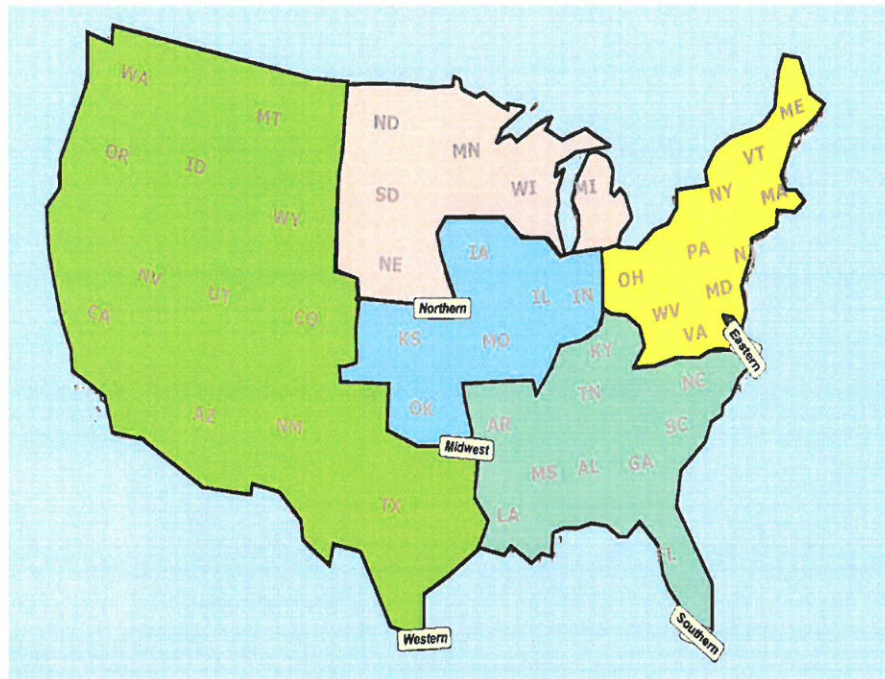 WA
MT
OR
ID
WY
NV
UT
CA
CO
AZ
NM
TX
Western
ND
MN
SD
WI
MI
NE
Northern
IA
IL
IN
KS
MO
OK
Midwest
ME
VT
NY
MA
PA
OH
MD
WV
VA
Eastern
KY
NC
TN
SC
AR
MS
AL
GA
LA
FL
Southern